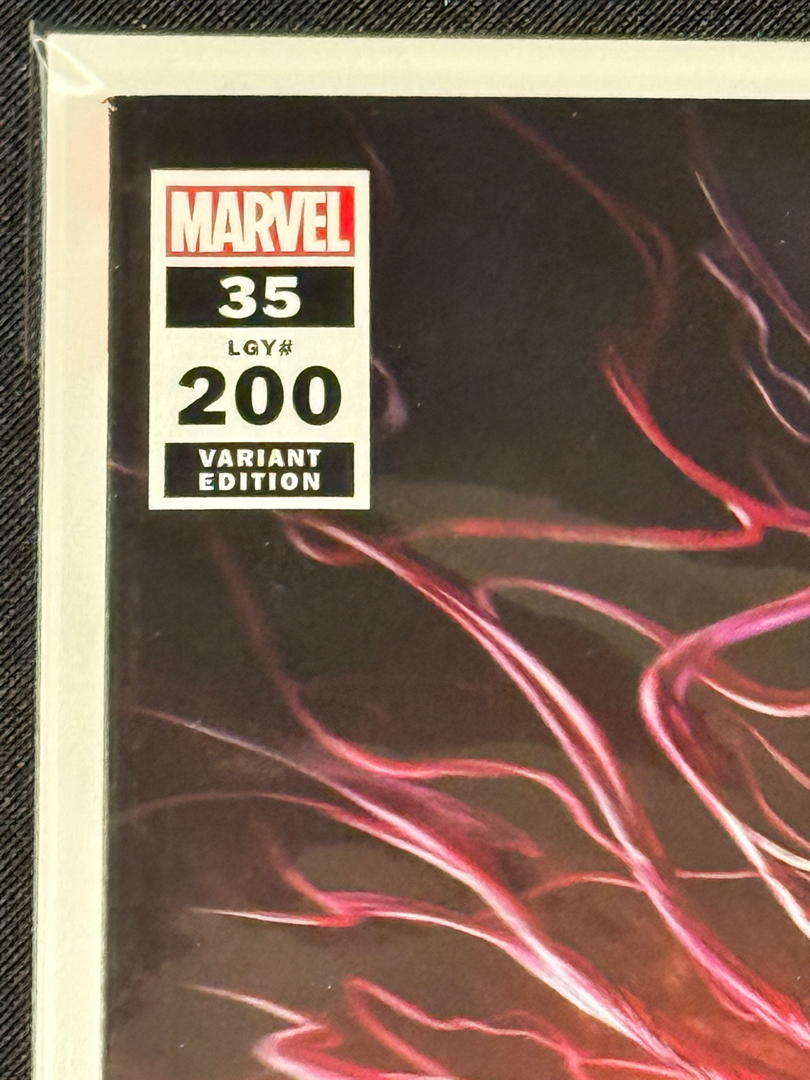 MARVEL
35
LGY#
200
VARIANT
EDITION